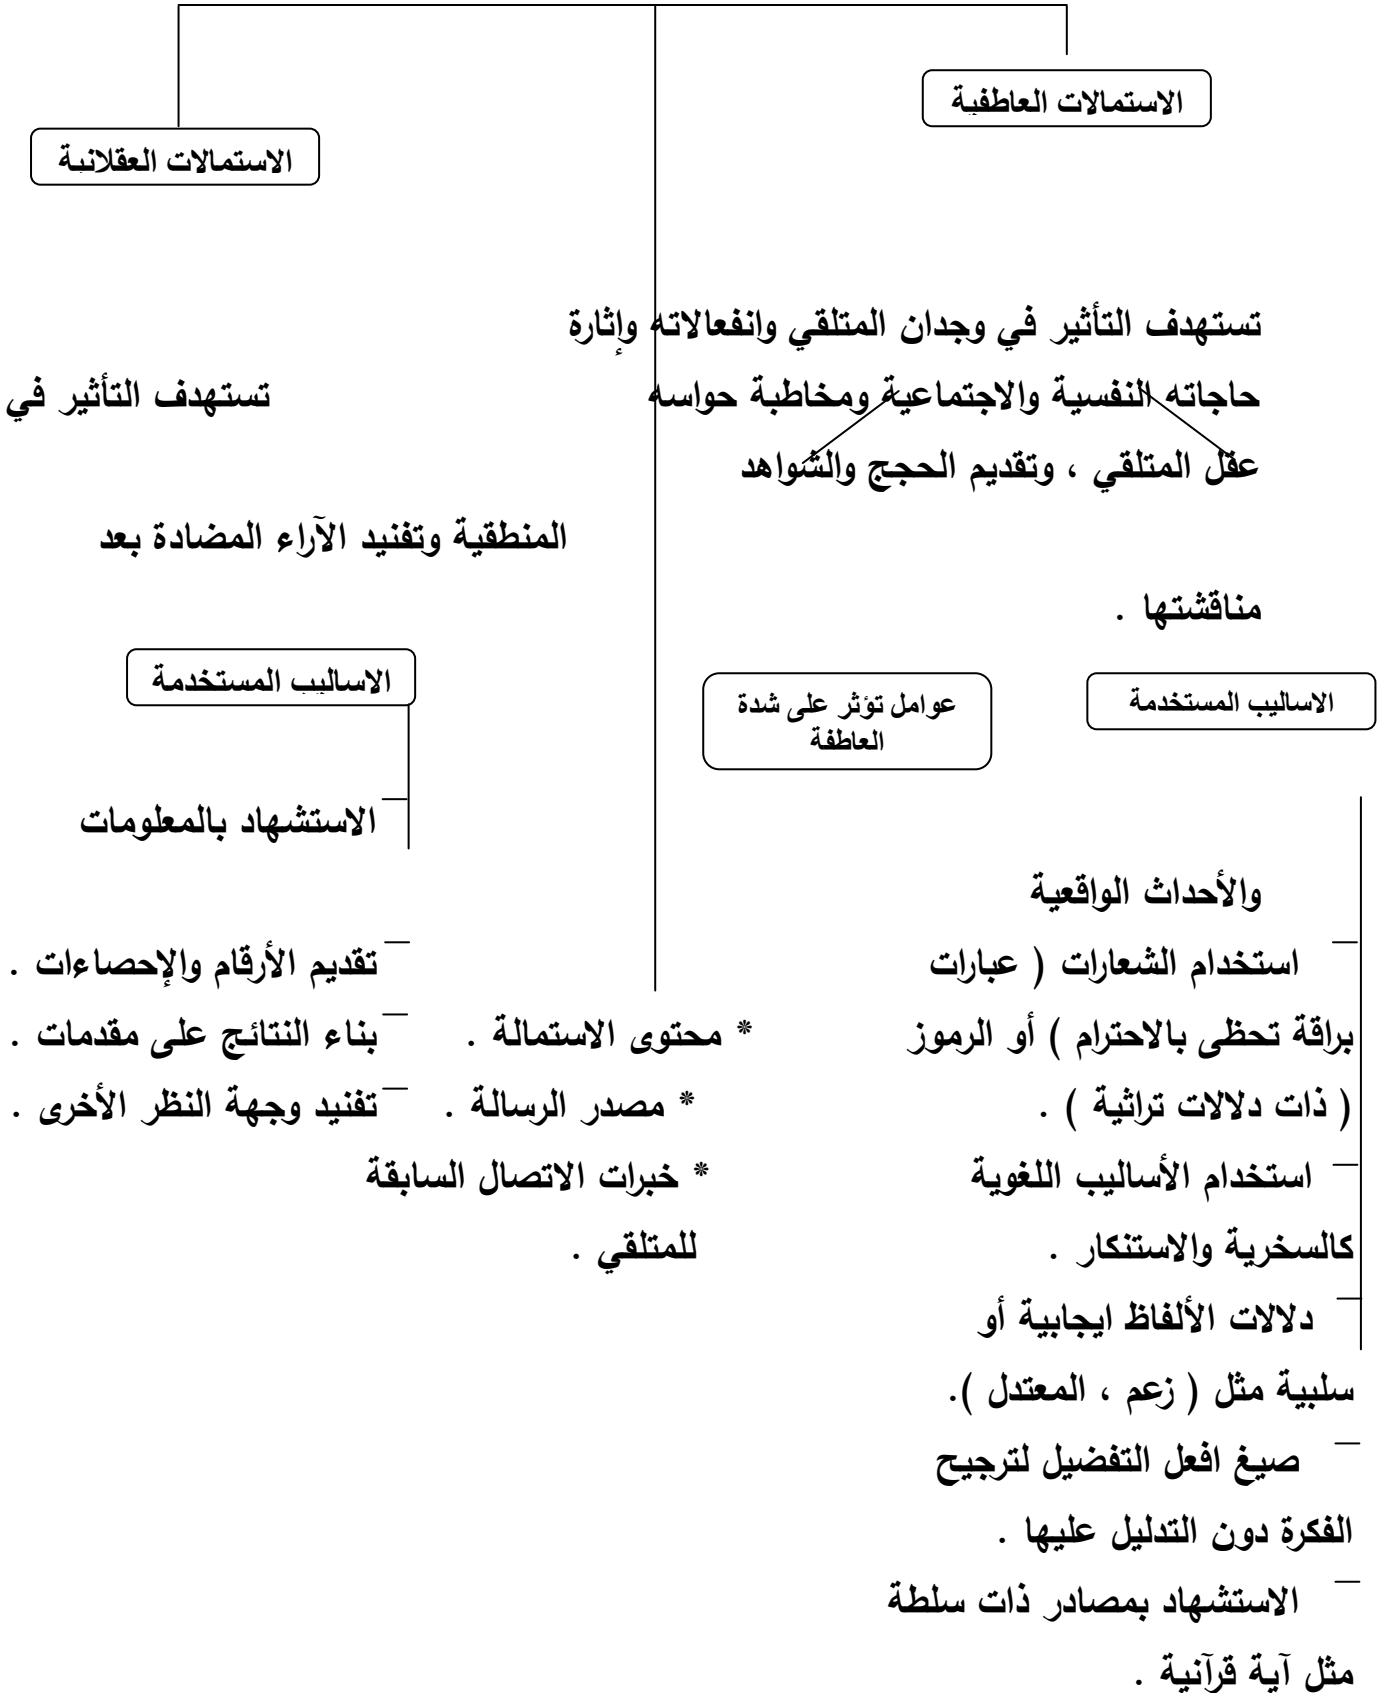 الاستمالات العاطفية
الاستمالات العقلانية
تستهدف التأثير في وجدان المتلقي وانفعالاته وإثارة
حاجاته النفسية والاجتماعية ومخاطبة حواسه
تستهدف التأثير في
عقل المتلقي ، وتقديم الحجج والشواهد
المنطقية وتفنيد الآراء المضادة بعد
مناقشتها .
الاساليب المستخدمة
عوامل تؤثر على شدة
العاطفة
الاساليب المستخدمة
الاستشهاد بالمعلومات
والأحداث الواقعية
استخدام الشعارات ( عبارات
براقة تحظى بالاحترام ) أو الرموز
( ذات دلالات تراثية ) .
استخدام الأساليب اللغوية
كالسخرية والاستنكار .
دلالات الألفاظ ايجابية أو
سلبية مثل ( زعم ، المعتدل ).
صيغ افعل التفضيل لترجيح
الفكرة دون التدليل عليها .
الاستشهاد بمصادر ذات سلطة
مثل آية قرآنية .
* محتوى الاستمالة .
* مصدر الرسالة .
* خبرات الاتصال السابقة
للمتلقي .
تقديم الأرقام والإحصاءات .
بناء النتائج على مقدمات .
تفنيد وجهة النظر الأخرى .